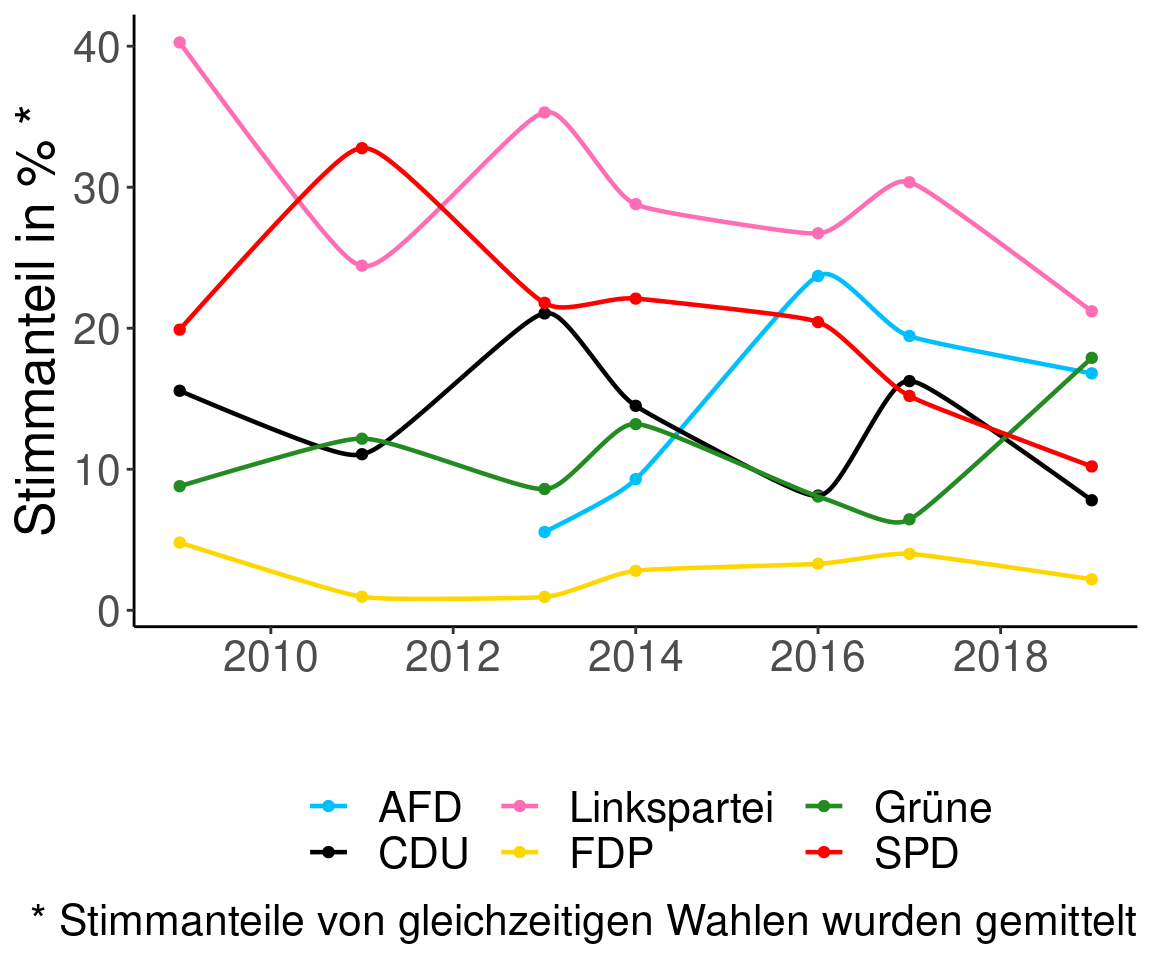 Stimmanteil in % *
40
30
20
10
0
2010 2012 2014 2016 2018
AFD Linkspartei Grüne
CDU FDP SPD
* Stimmanteile von gleichzeitigen Wahlen wurden gemittelt